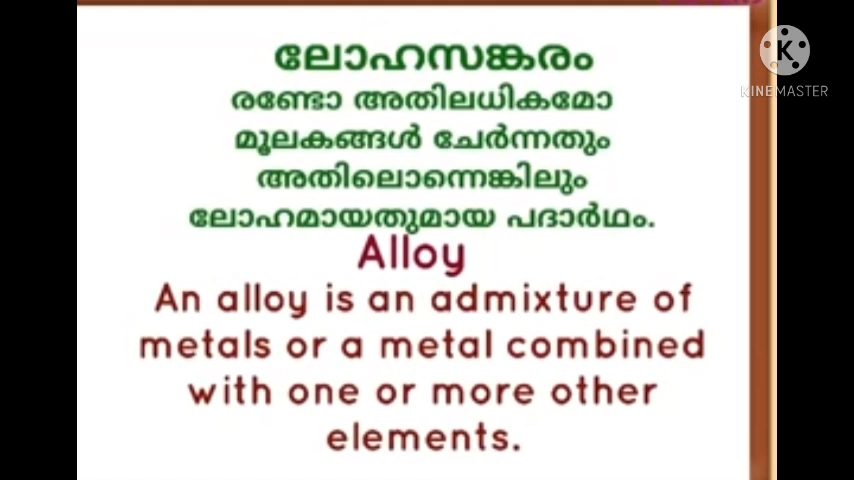 KINEMASTER
ലോഹസങ്കരം
രണ്ടോ അതിലധികമോ
മൂലകങ്ങൾ ചേർന്നതും
അതിലൊന്നെങ്കിലും
ലോഹമായതുമായ പദാർഥം.
Alloy
An alloy is an admixture of
metals or a metal combined
with one or more other
elements.